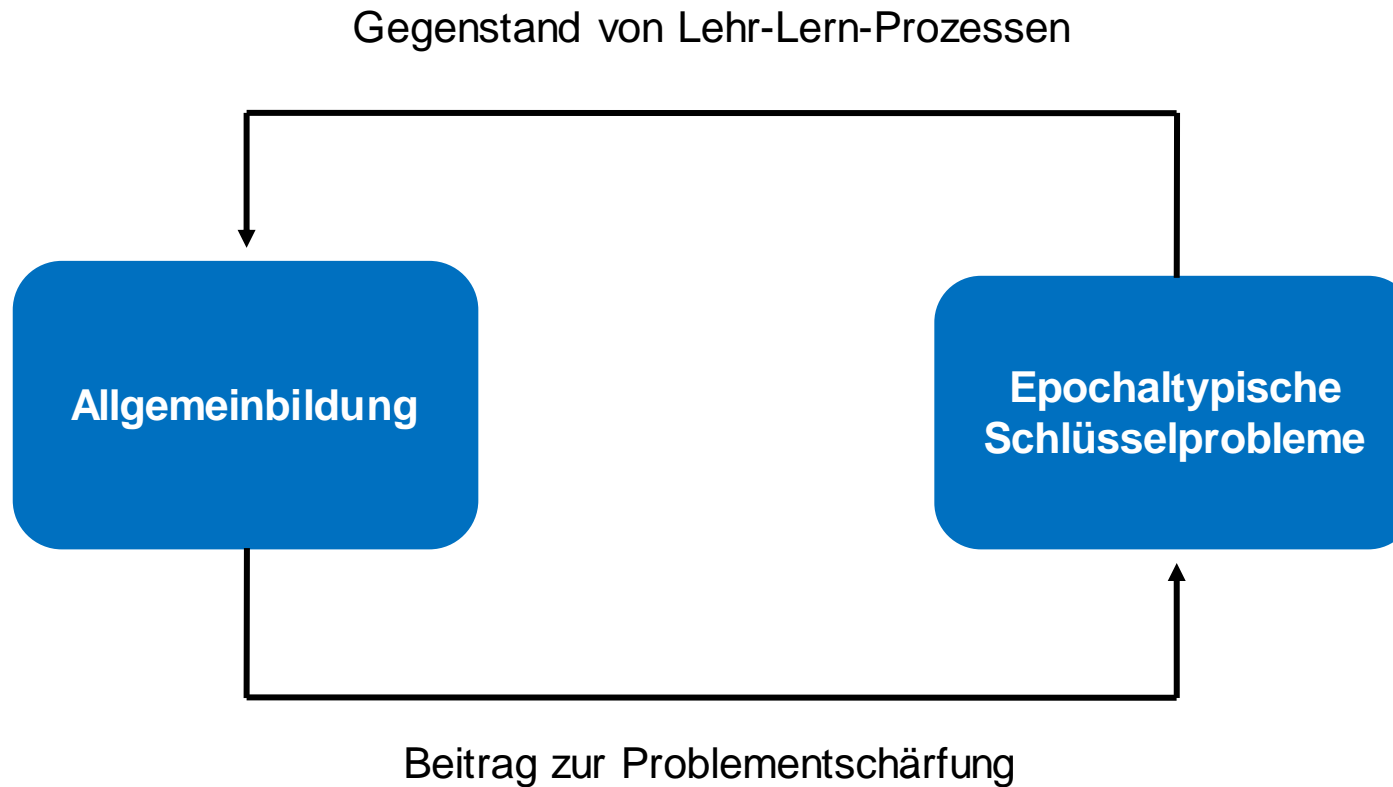 Gegenstand von Lehr-Lern-Prozessen
Allgemeinbildung
Epochaltypische
Schlüsselprobleme
Beitrag zur Problementschärfung